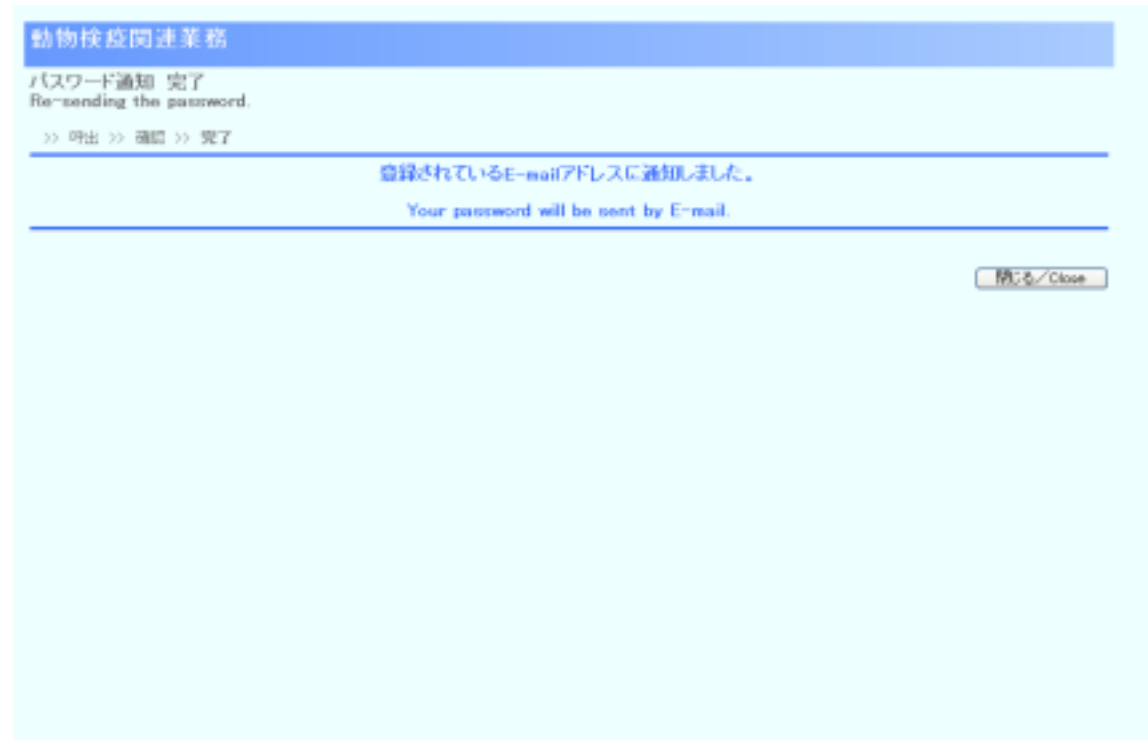 動物検疫関連業務
パスワード通知 完了
Re-sending the password.
>> 呼出 >> 確認 >> 完了
登録されているE-mailアドレスに通知しました。
Your password will be sent by E-mail.
閉じる/Close